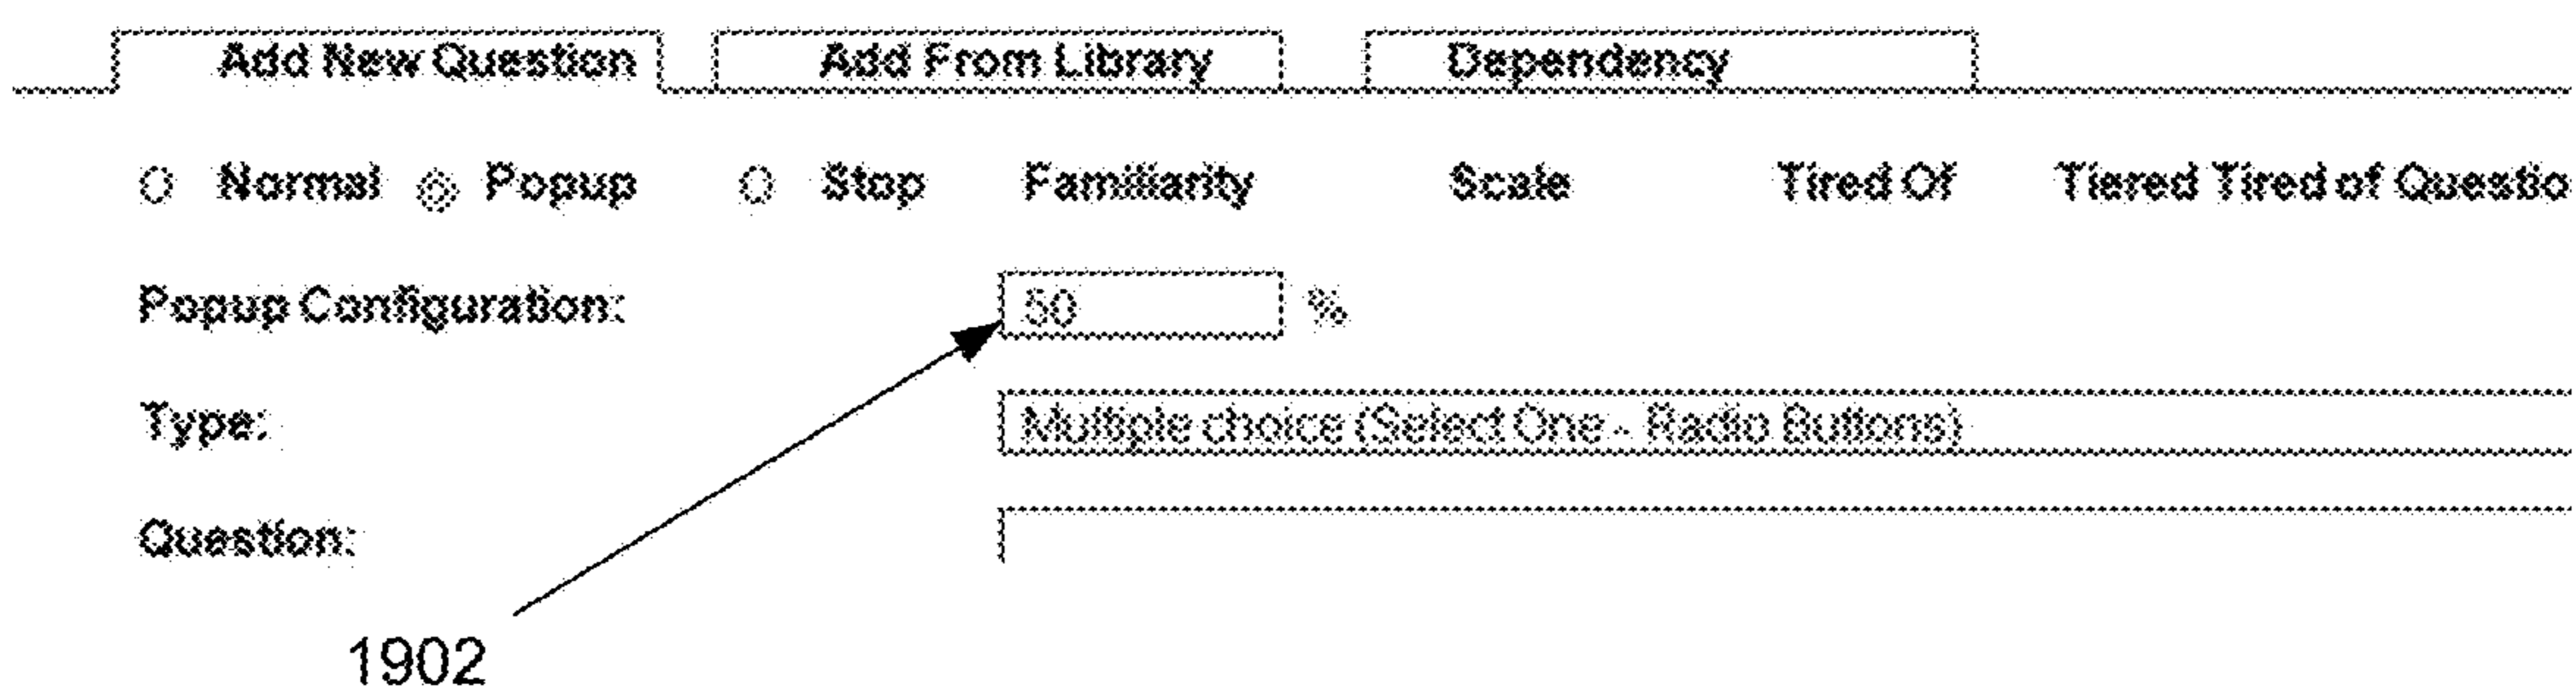 Add New Question Add From Library Dependency
Normal Popup Stop Familiarity Scale Tired Of Tiered Tired of Questio
Popup Configuration: 50 %
Type: Multiple choice (Select One - Radio Buttons)
Question:
1902